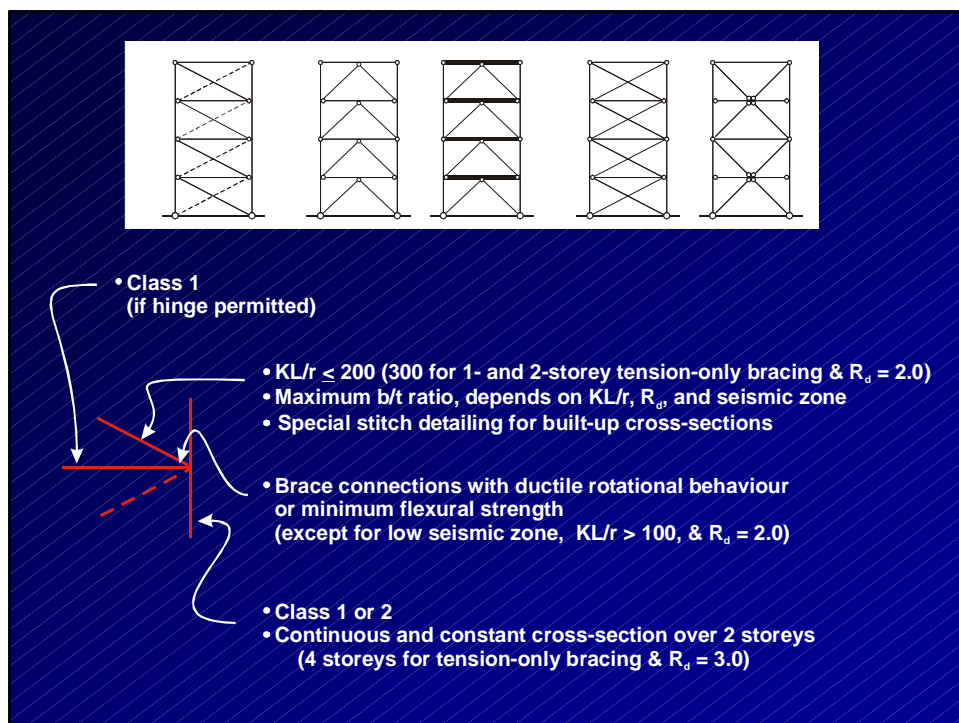 • Class 1
(if hinge permitted)
• KL/r ≤ 200 (300 for 1- and 2-storey tension-only bracing & Rd = 2.0)
• Maximum b/t ratio, depends on KL/r, Rd, and seismic zone
• Special stitch detailing for built-up cross-sections
• Brace connections with ductile rotational behaviour
or minimum flexural strength
(except for low seismic zone, KL/r > 100, & Rd = 2.0)
• Class 1 or 2
• Continuous and constant cross-section over 2 storeys
(4 storeys for tension-only bracing & Rd = 3.0)